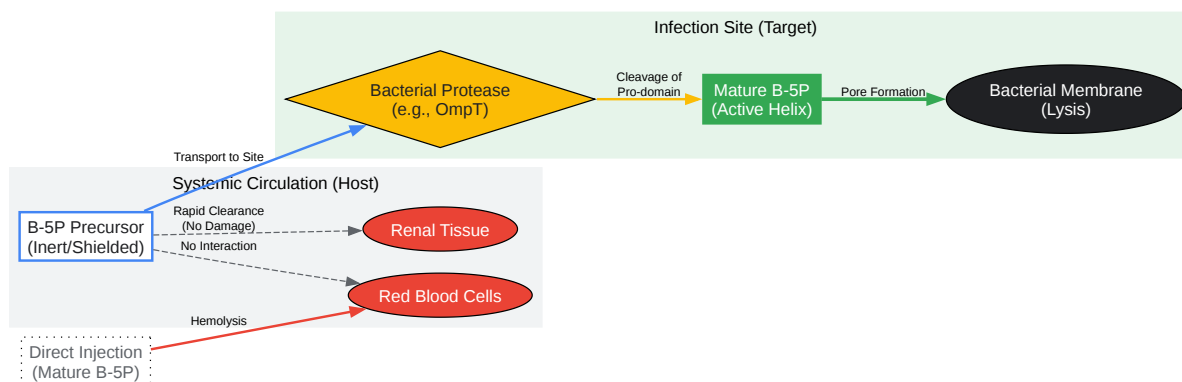 Infection Site (Target)
Bacterial Protease
(e.g., OmpT)
Cleavage of
Pro-domain
Mature B-5P
(Active Helix)
Pore Formation
Bacterial Membrane
(Lysis)
Transport to Site
Systemic Circulation (Host)
B-5P Precursor
(Inert/Shielded)
Rapid Clearance
(No Damage)
Renal Tissue
No Interaction
Red Blood Cells
Hemolysis
Direct Injection
(Mature B-5P)